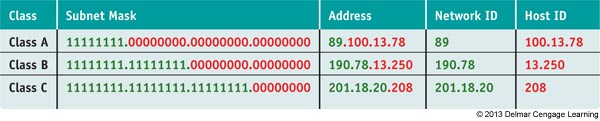 Class Subnet Mask Address Network ID Host ID
Class A 11111111.00000000.00000000.00000000 89.100.13.78 89 100.13.78
Class B 11111111.11111111.00000000.00000000 190.78.13.250 190.78 13.250
Class C 11111111.11111111.11111111.00000000 201.18.20.208 201.18.20 208
© 2013 Delmar Cengage Learning